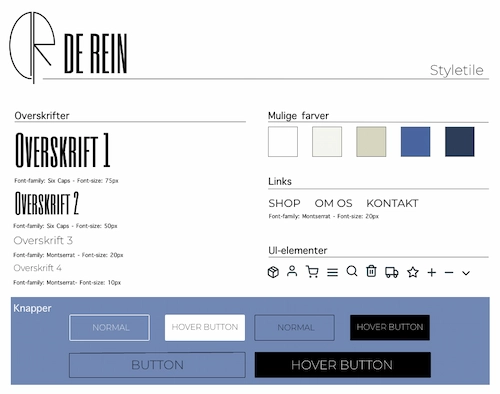 DE REIN
Styletile
Overskrifter
Overskrift 1
Font-family: Six Caps - Font-size: 75px
Overskrift 2
Font-family: Six Caps - Font-size: 50px
Overskrift 3
Font-family: Montserrat - Font-size: 20px
Overskrift 4
Font-family: Montserrat- Font-size: 10px
Mulige farver
Links
SHOP OM OS KONTAKT
Font-family: Montserrat - Font-size: 20px
UI-elementer
Knapper
NORMAL HOVER BUTTON NORMAL HOVER BUTTON
BUTTON HOVER BUTTON